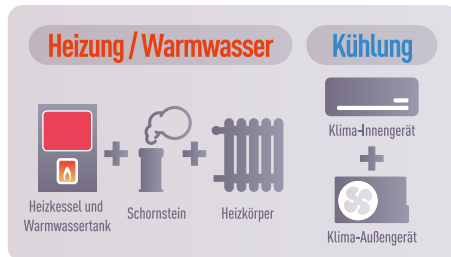 Heizung / Warmwasser
Kühlung
Klima-Innengerät
Heizkessel und
Warmwassertank
Schornstein
Heizkörper
Klima-Außengerät